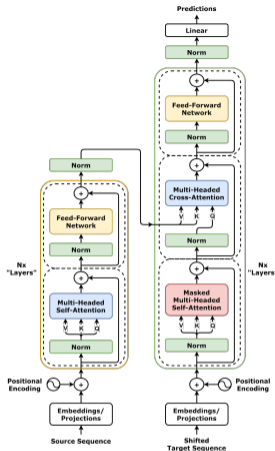 Predictions
Linear
Norm
Feed-Forward
Network
Norm
Multi-Headed
Cross-Attention
V K Q
Norm
Masked
Multi-Headed
Self-Attention
V K Q
Norm
Nx
"Layers"
Positional
Encoding
Embeddings/
Projections
Shifted
Target Sequence
Norm
Feed-Forward
Network
Norm
Multi-Headed
Self-Attention
V K Q
Norm
Nx
"Layers"
Positional
Encoding
Embeddings/
Projections
Source Sequence